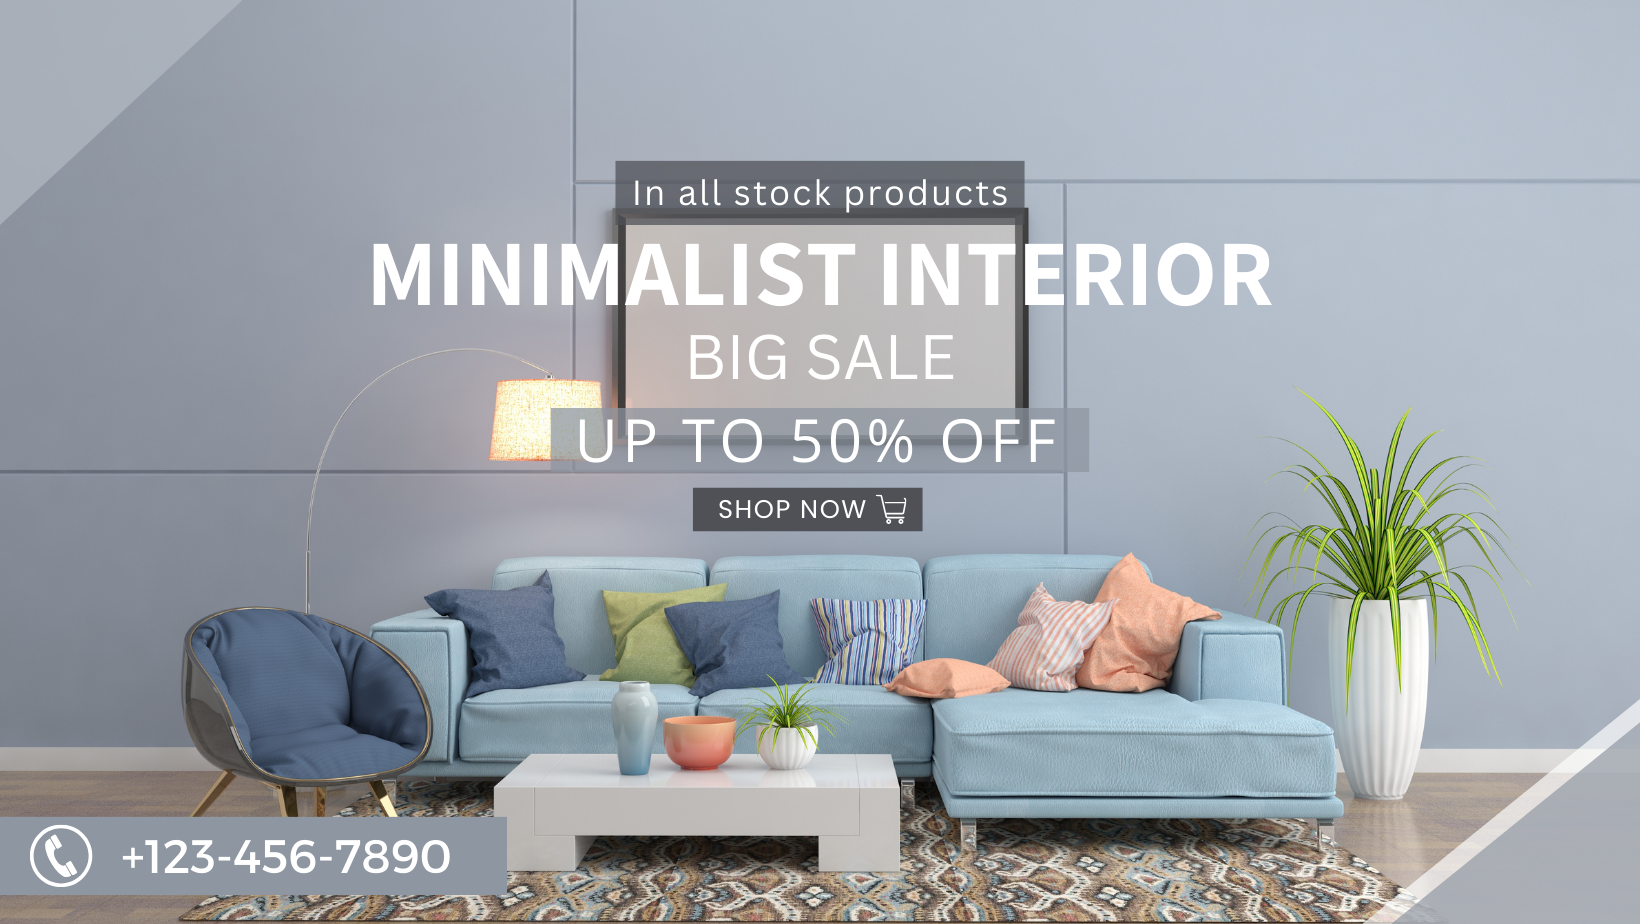 In all stock products
MINIMALIST INTERIOR
BIG SALE
UP TO 50% OFF
SHOP NOW
+123-456-7890